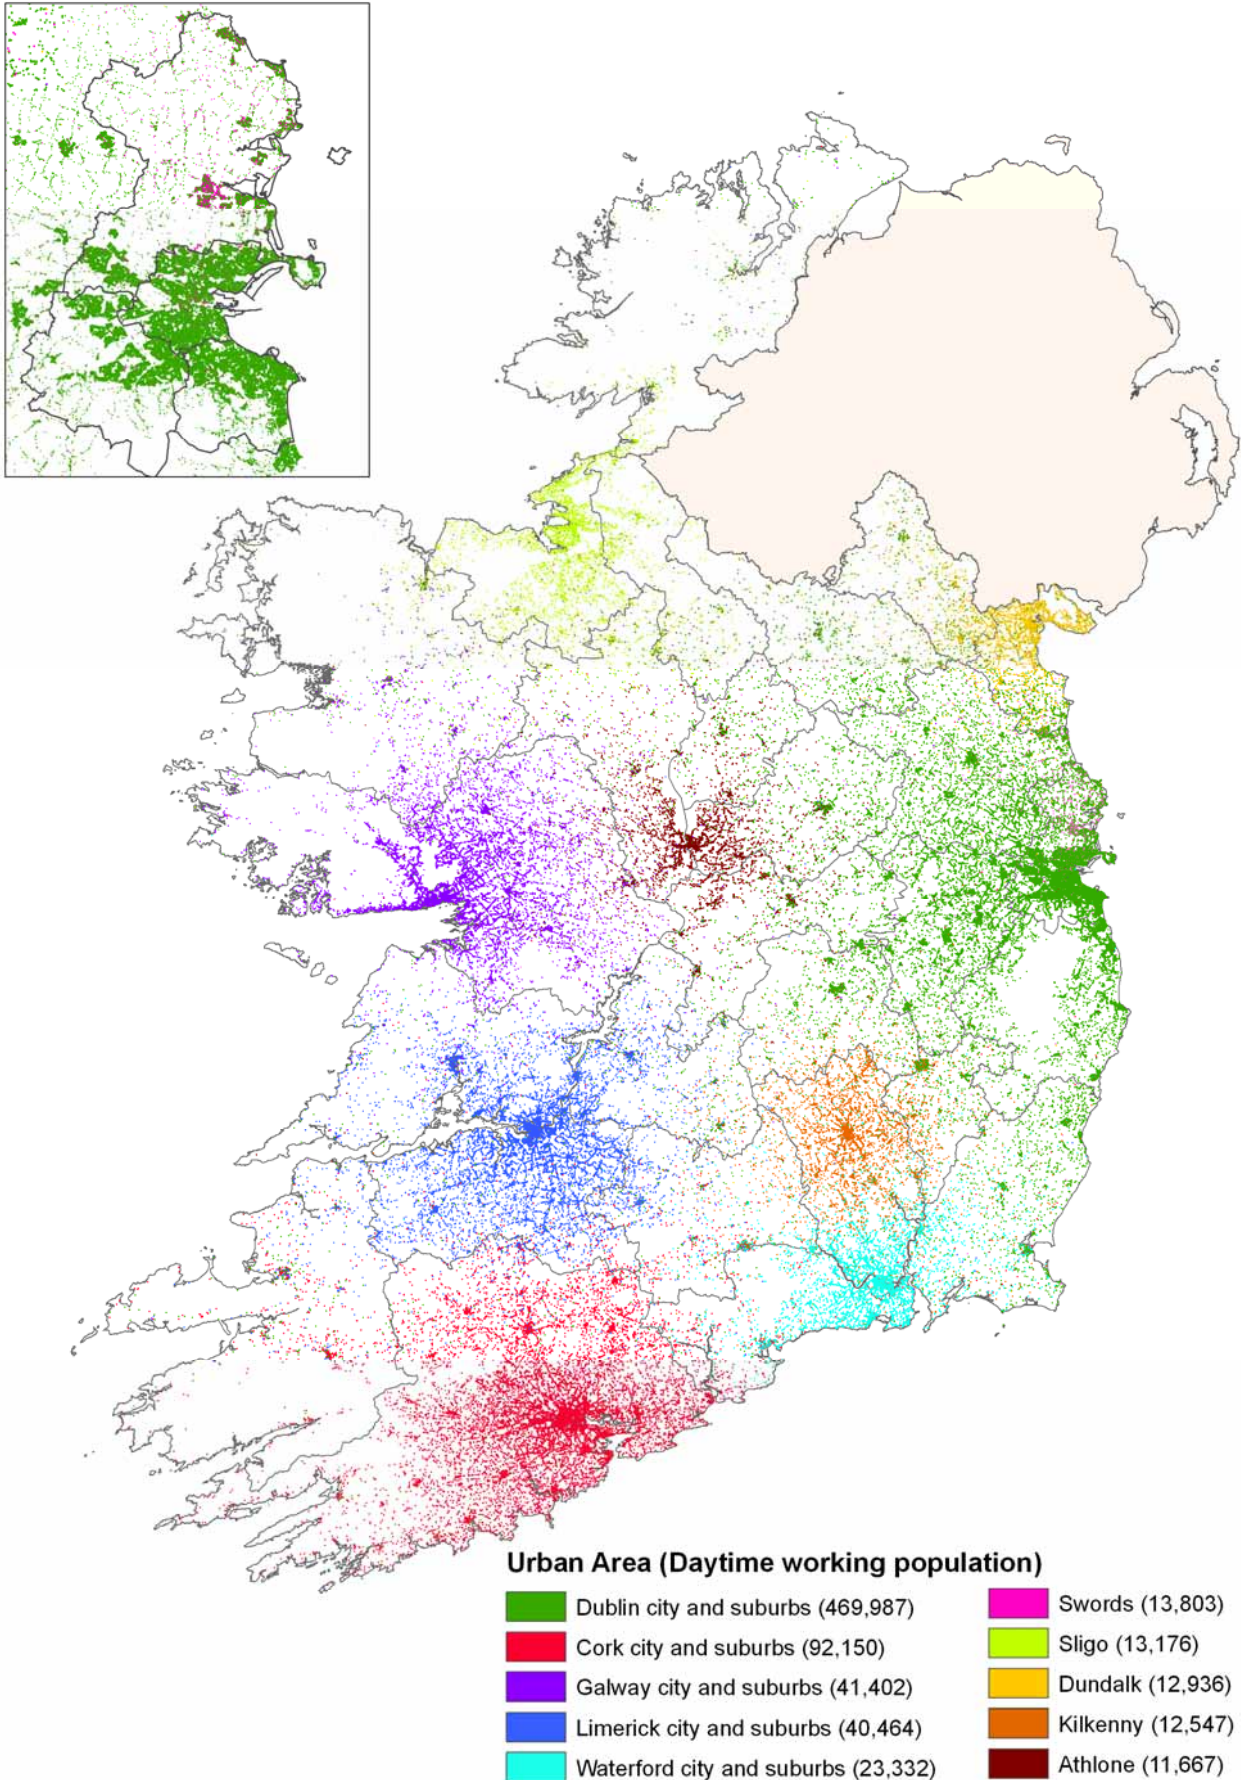 Urban Area (Daytime working population)
Dublin city and suburbs (469,987)
Cork city and suburbs (92,150)
Galway city and suburbs (41,402)
Limerick city and suburbs (40,464)
Waterford city and suburbs (23,332)
Swords (13,803)
Sligo (13,176)
Dundalk (12,936)
Kilkenny (12,547)
Athlone (11,667)